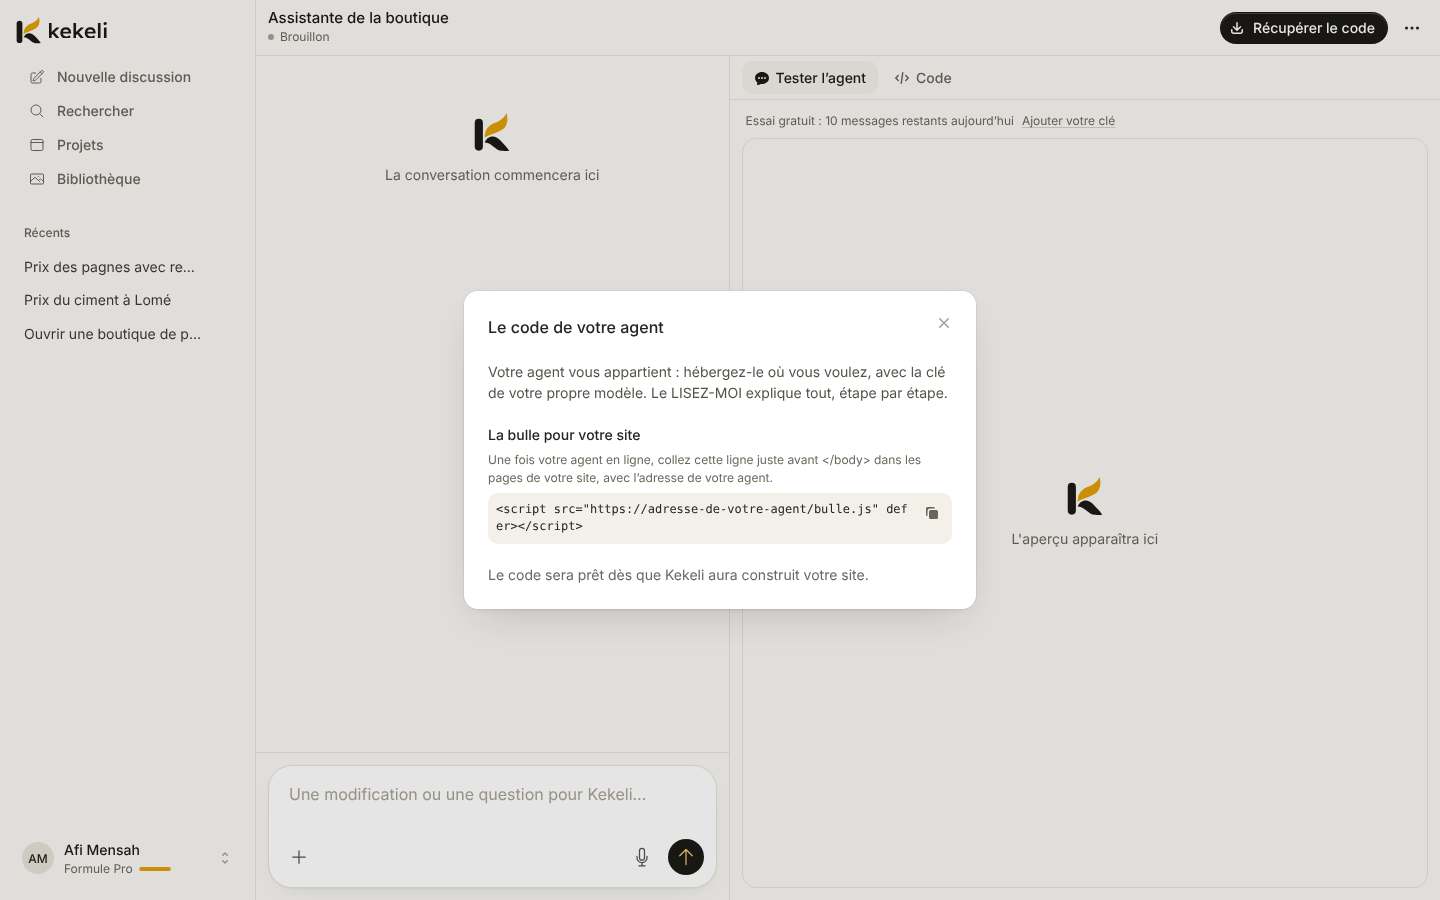 kekeli
Nouvelle discussion
Rechercher
Projets
Bibliothèque
Récents
Prix des pagnes avec re...
Prix du ciment à Lomé
Ouvrir une boutique de p...
AM
Afi Mensah
Formule Pro
Assistante de la boutique
Brouillon
Récupérer le code
La conversation commencera ici
Tester l’agent
Code
Essai gratuit : 10 messages restants aujourd’hui Ajouter votre clé
Le code de votre agent
Votre agent vous appartient : hébergez-le où vous voulez, avec la clé
de votre propre modèle. Le LISEZ-MOI explique tout, étape par étape.
La bulle pour votre site
Une fois votre agent en ligne, collez cette ligne juste avant </body> dans les
pages de votre site, avec l’adresse de votre agent.
<script src="https://adresse-de-votre-agent/bulle.js" def
er></script>
Le code sera prêt dès que Kekeli aura construit votre site.
L'aperçu apparaîtra ici
Une modification ou une question pour Kekeli...